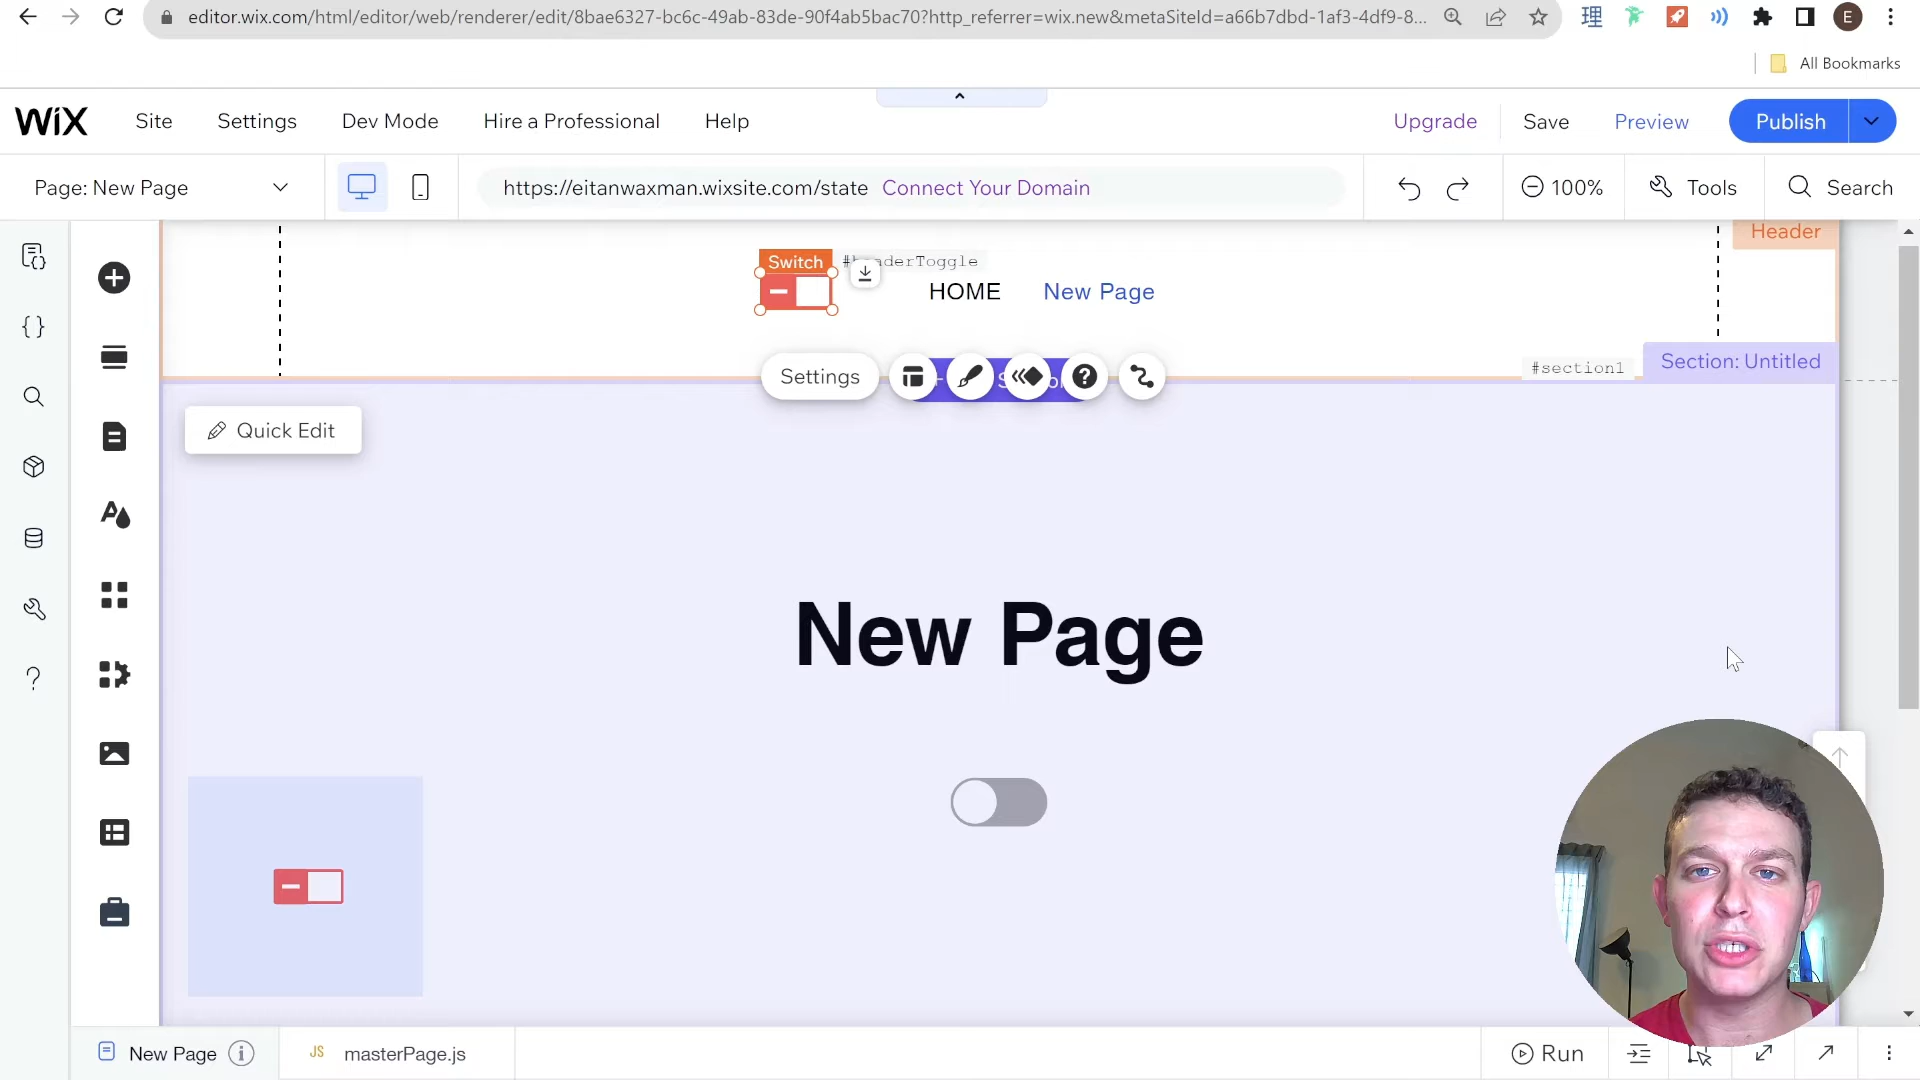 editor.wix.com/html/editor/web/renderer/edit/8bae6327-bc6c-49ab-83de-90f4ab5bac70?http_referrer=wix.new&metaSiteId=a66b7dbd-1af3-4df9-8...
理
E
All Bookmarks
WiX
Site
Settings
Dev Mode
Hire a Professional
Help
Upgrade
Save
Preview
Publish
Page: New Page
https://eitanwaxman.wixsite.com/state
Connect Your Domain
100%
Tools
Search
Header
Switch
HOME
New Page
Settings
#section1
Section: Untitled
Quick Edit
New Page
New Page
JS masterPage.js
Run